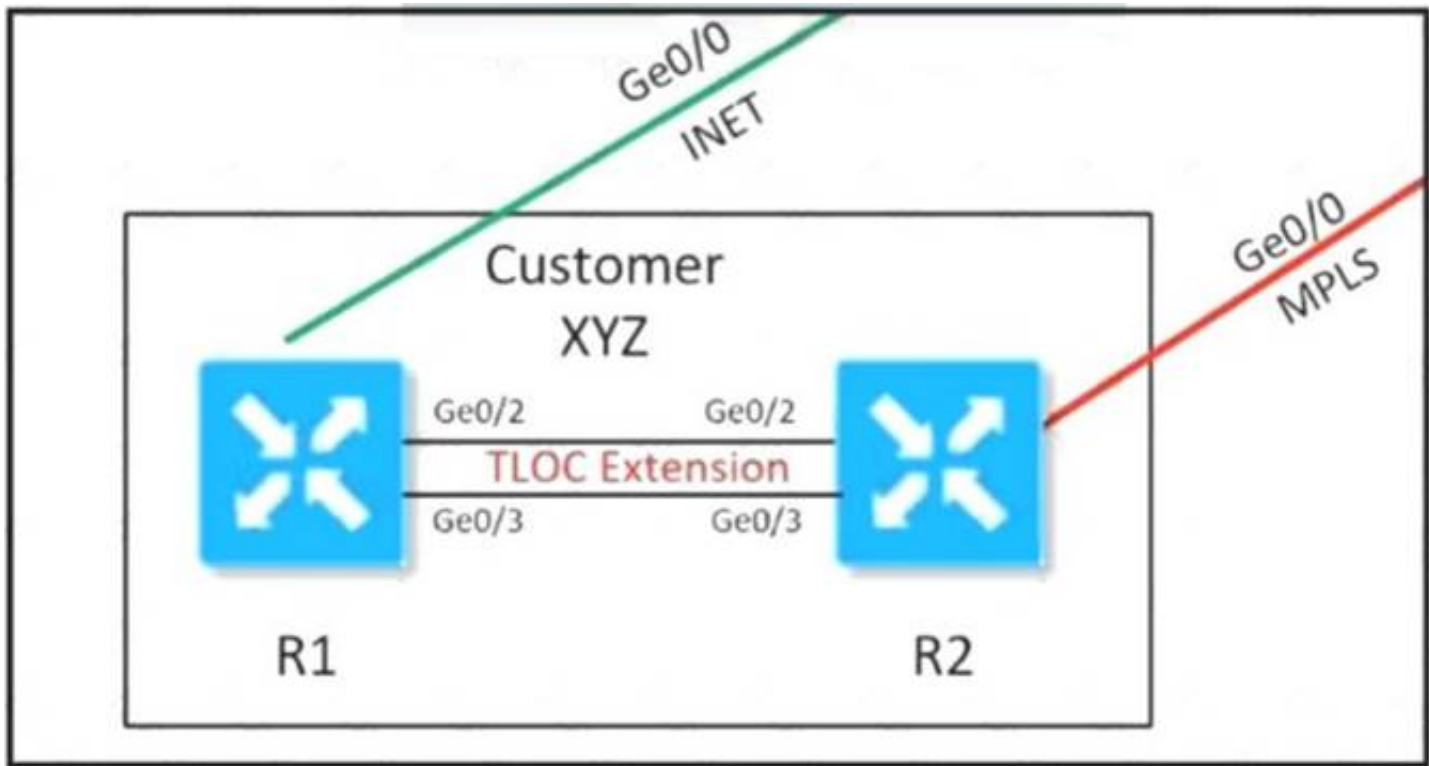 Ge0/0
INET
Ge0/0
MPLS
Customer
XYZ
Ge0/2 Ge0/2
TLOC Extension
Ge0/3 Ge0/3
R1 R2